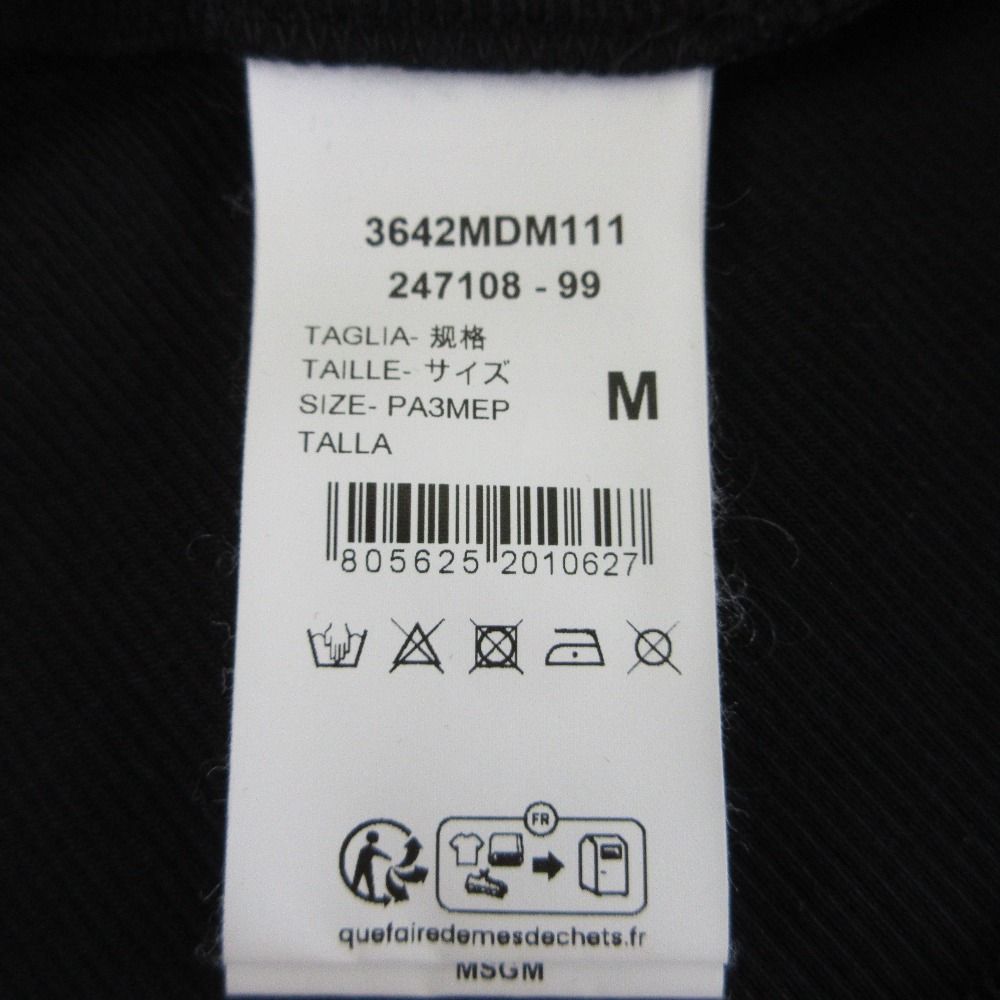 3642MDM111
247108 - 99
TAGLIA- 规格
TAILLE- サイズ
SIZE- PA3MEP
TALLA
M
805625 2010627
FR
quefairedemesdechets.fr
MSGM